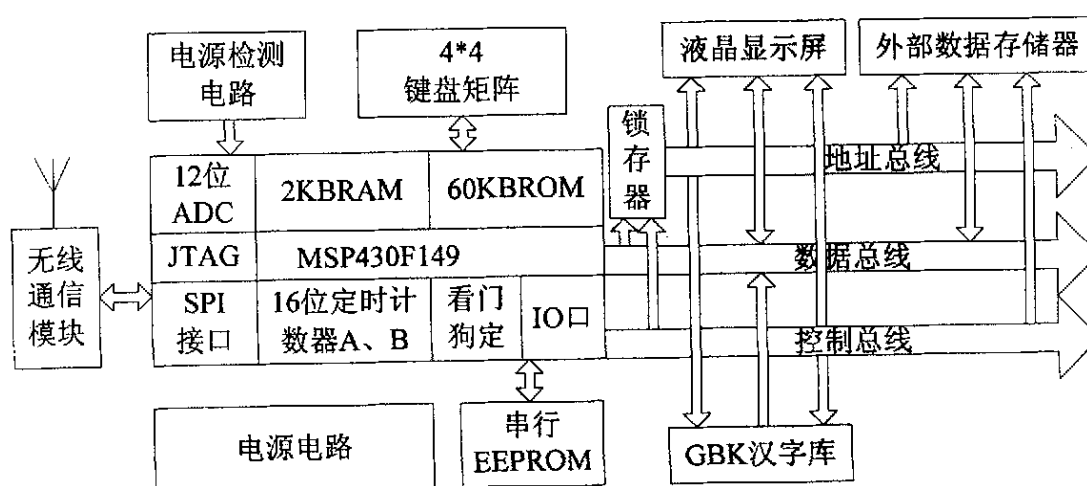 电源检测
电路
4*4
键盘矩阵
液晶显示屏
外部数据存储器
锁
存
器
地址总线
12位
ADC
2KBRAM
60KBROM
无线
通信
模块
JTAG
MSP430F149
数据总线
SPI
接口
16位定时计
数器A、B
看门
狗定
IO口
控制总线
电源电路
串行
EEPROM
GBK汉字库